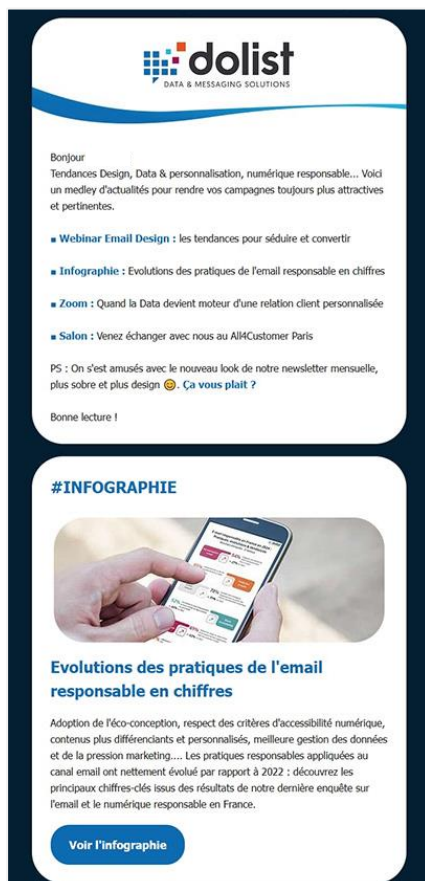 dolist
DATA & MESSAGING SOLUTIONS
Bonjour
Tendances Design, Data & personnalisation, numérique responsable... Voici
un medley d'actualités pour rendre vos campagnes toujours plus attractives
et pertinentes.
▪ Webinar Email Design : les tendances pour séduire et convertir
▪ Infographie : Evolutions des pratiques de l'email responsable en chiffres
▪ Zoom : Quand la Data devient moteur d'une relation client personnalisée
▪ Salon : Venez échanger avec nous au All4Customer Paris
PS : On s'est amusés avec le nouveau look de notre newsletter mensuelle,
plus sobre et plus design 😊. Ça vous plait ?
Bonne lecture !
#INFOGRAPHIE
Evolutions des pratiques de l'email
responsable en chiffres
Adoption de l'éco-conception, respect des critères d'accessibilité numérique,
contenus plus différenciants et personnalisés, meilleure gestion des données
et de la pression marketing.... Les pratiques responsables appliquées au
canal email ont nettement évolué par rapport à 2022 : découvrez les
principaux chiffres-clés issus des résultats de notre dernière enquête sur
l'email et le numérique responsable en France.
Voir l'infographie